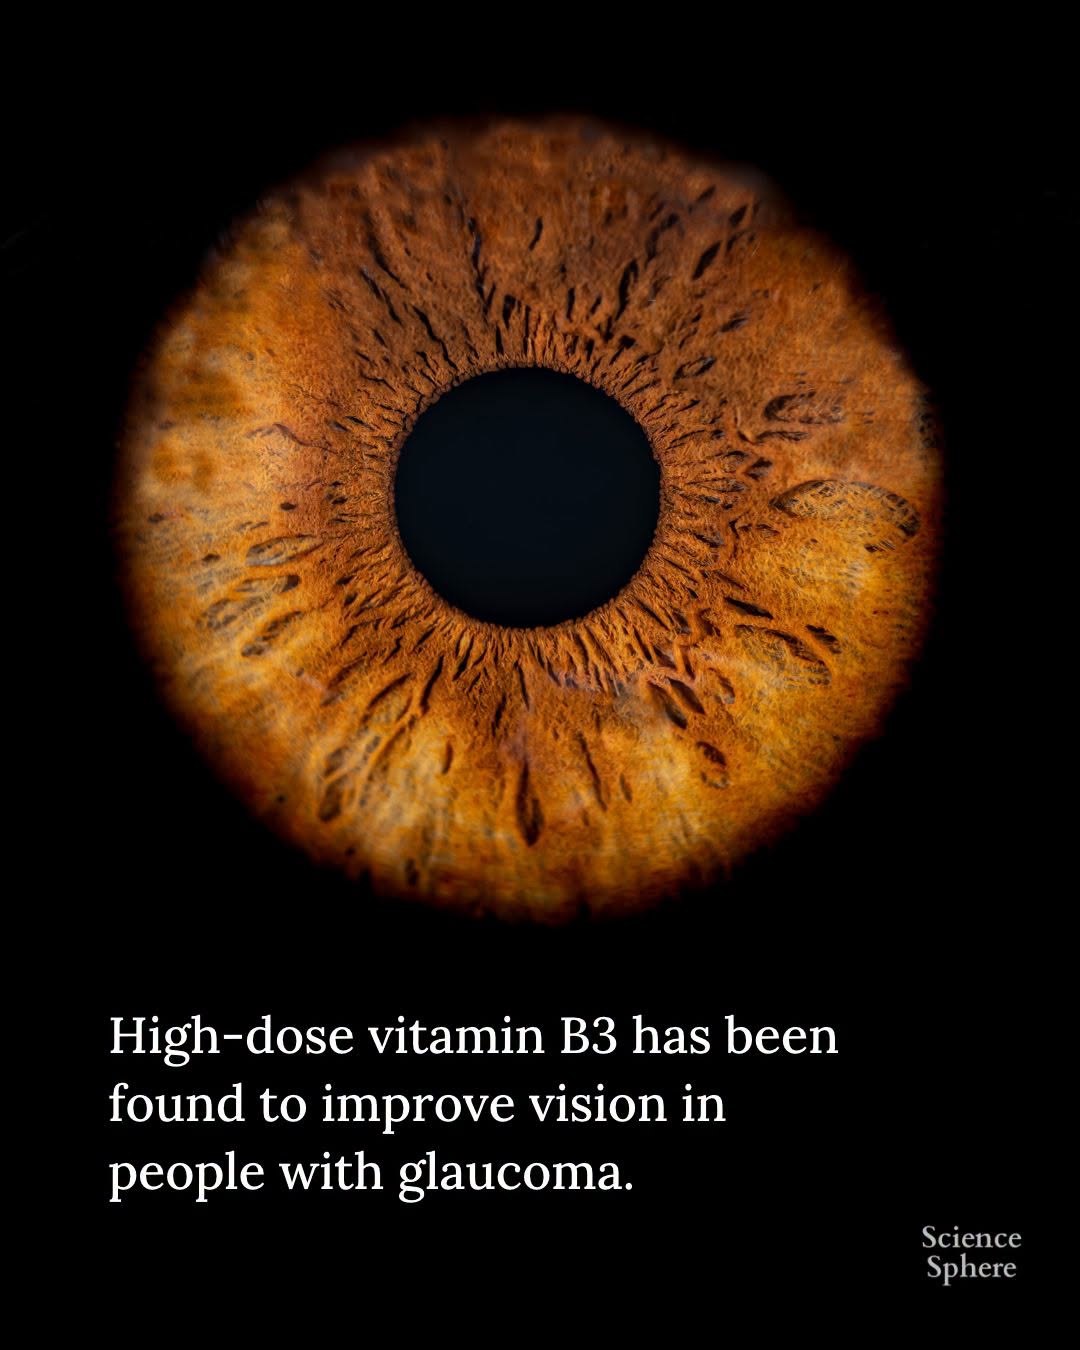 High-dose vitamin B3 has been
found to improve vision in
people with glaucoma.
Science
Sphere